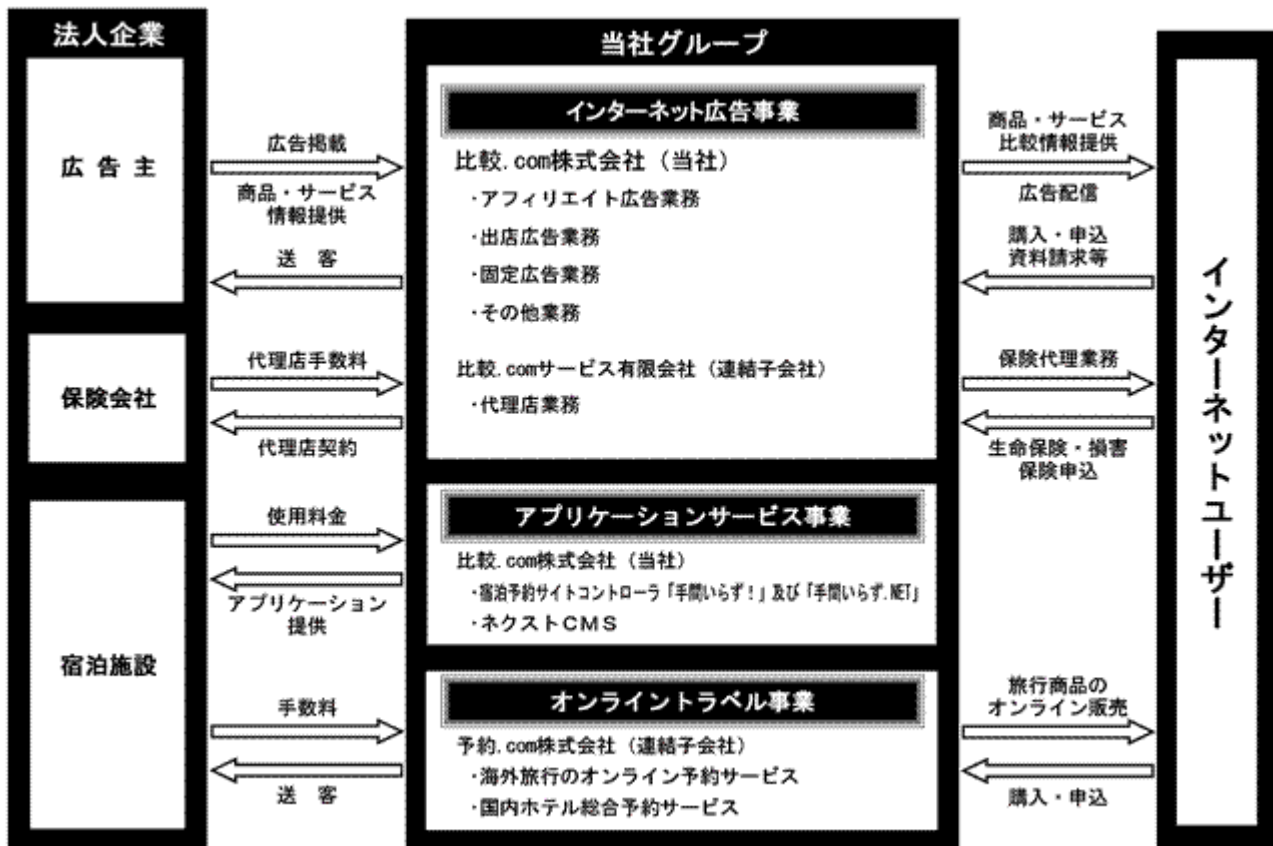 法人企業
広告主
保険会社
宿泊施設
広告掲載
商品・サービス
情報提供
送 客
代理店手数料
代理店契約
使用料金
アプリケーション
提供
手数料
送 客
当社グループ
インターネット広告事業
比較.com株式会社（当社）
・アフィリエイト広告業務
・出店広告業務
・固定広告業務
・その他業務
比較.comサービス有限会社（連結子会社）
・代理店業務
アプリケーションサービス事業
比較.com株式会社（当社）
・宿泊予約サイトコントローラ「手間いらず！」及び「手間いらず.NET」
・ネクストCMS
オンライントラベル事業
予約.com株式会社（連結子会社）
・海外旅行のオンライン予約サービス
・国内ホテル総合予約サービス
商品・サービス
比較情報提供
広告配信
購入・申込
資料請求等
保険代理業務
生命保険・損害
保険申込
旅行商品の
オンライン販売
購入・申込
インターネットユーザー